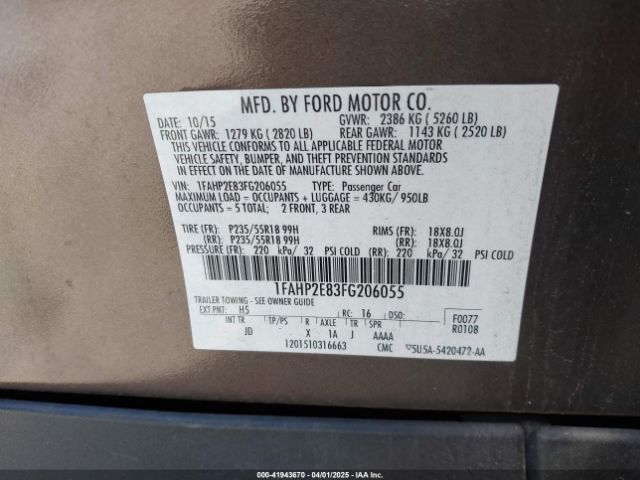 MFD. BY FORD MOTOR CO.
DATE: 10/15 GVWR: 2386 KG ( 5260 LB)
FRONT GAWR: 1279 KG ( 2820 LB) REAR GAWR: 1143 KG ( 2520 LB)
THIS VEHICLE CONFORMS TO ALL APPLICABLE FEDERAL MOTOR
VEHICLE SAFETY, BUMPER, AND THEFT PREVENTION STANDARDS
IN EFFECT ON THE DATE OF MANUFACTURE SHOWN ABOVE.
VIN: 1FAHP2E83FG206055 TYPE: Passenger Car
MAXIMUM LOAD = OCCUPANTS + LUGGAGE = 430KG/ 950LB
OCCUPANTS = 5 TOTAL: 2 FRONT, 3 REAR
TIRE (FR): P235/55R18 99H RIMS (FR): 18X8.0J
(RR): P235/55R18 99H (RR): 18X8.0J
PRESSURE (FR): 220 kPa/ 32 PSI COLD (RR): 220 kPa/ 32 PSI COLD
1FAHP2E83FG206055
TRAILER TOWING - SEE OWNER GUIDE
EXT PNT: H5 RC: 16 DSO: F0077
INT TR TP/PS R AXLE TR SPR R0108
JD - X 1A J AAAA
1201510316663 CMC ▽5U5A-5420472-AA
000-41943670 - 04/01/2025 - IAAI.COM